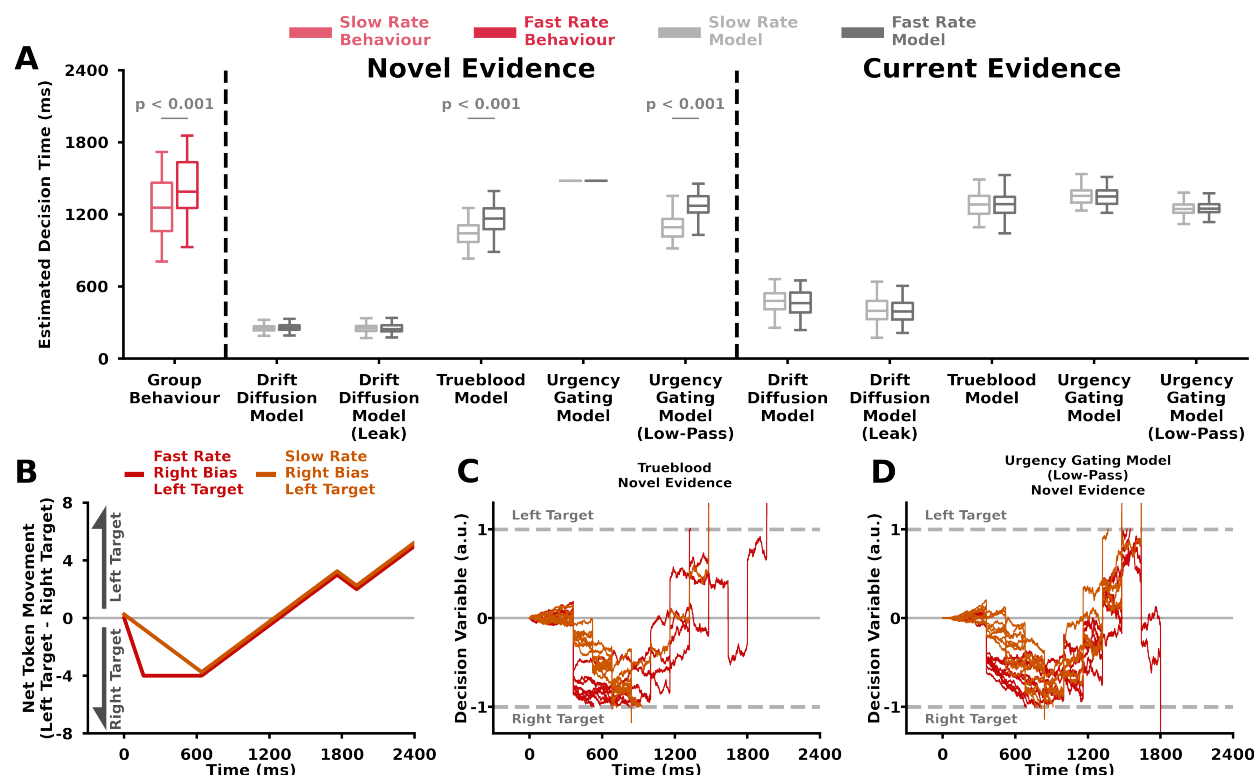 Slow Rate
Behaviour
Fast Rate
Behaviour
Slow Rate
Model
Fast Rate
Model
A
Novel Evidence
Current Evidence
Estimated Decision Time (ms)
2400
1800
1200
600
0
p < 0.001
p < 0.001
p < 0.001
Group
Behaviour
Drift
Diffusion
Model
Drift
Diffusion
Model
(Leak)
Trueblood
Model
Urgency
Gating
Model
Urgency
Gating
Model
(Low-Pass)
Drift
Diffusion
Model
Drift
Diffusion
Model
(Leak)
Trueblood
Model
Urgency
Gating
Model
Urgency
Gating
Model
(Low-Pass)
B
Fast Rate
Right Bias
Left Target
Slow Rate
Right Bias
Left Target
Net Token Movement
(Left Target - Right Target)
8
4
0
-4
-8
Left Target
Right Target
0
600
1200
1800
2400
Time (ms)
C
Trueblood
Novel Evidence
Decision Variable (a.u.)
1
0
-1
Left Target
Right Target
0
600
1200
1800
2400
Time (ms)
D
Urgency Gating Model
(Low-Pass)
Novel Evidence
Decision Variable (a.u.)
1
0
-1
Left Target
Right Target
0
600
1200
1800
2400
Time (ms)